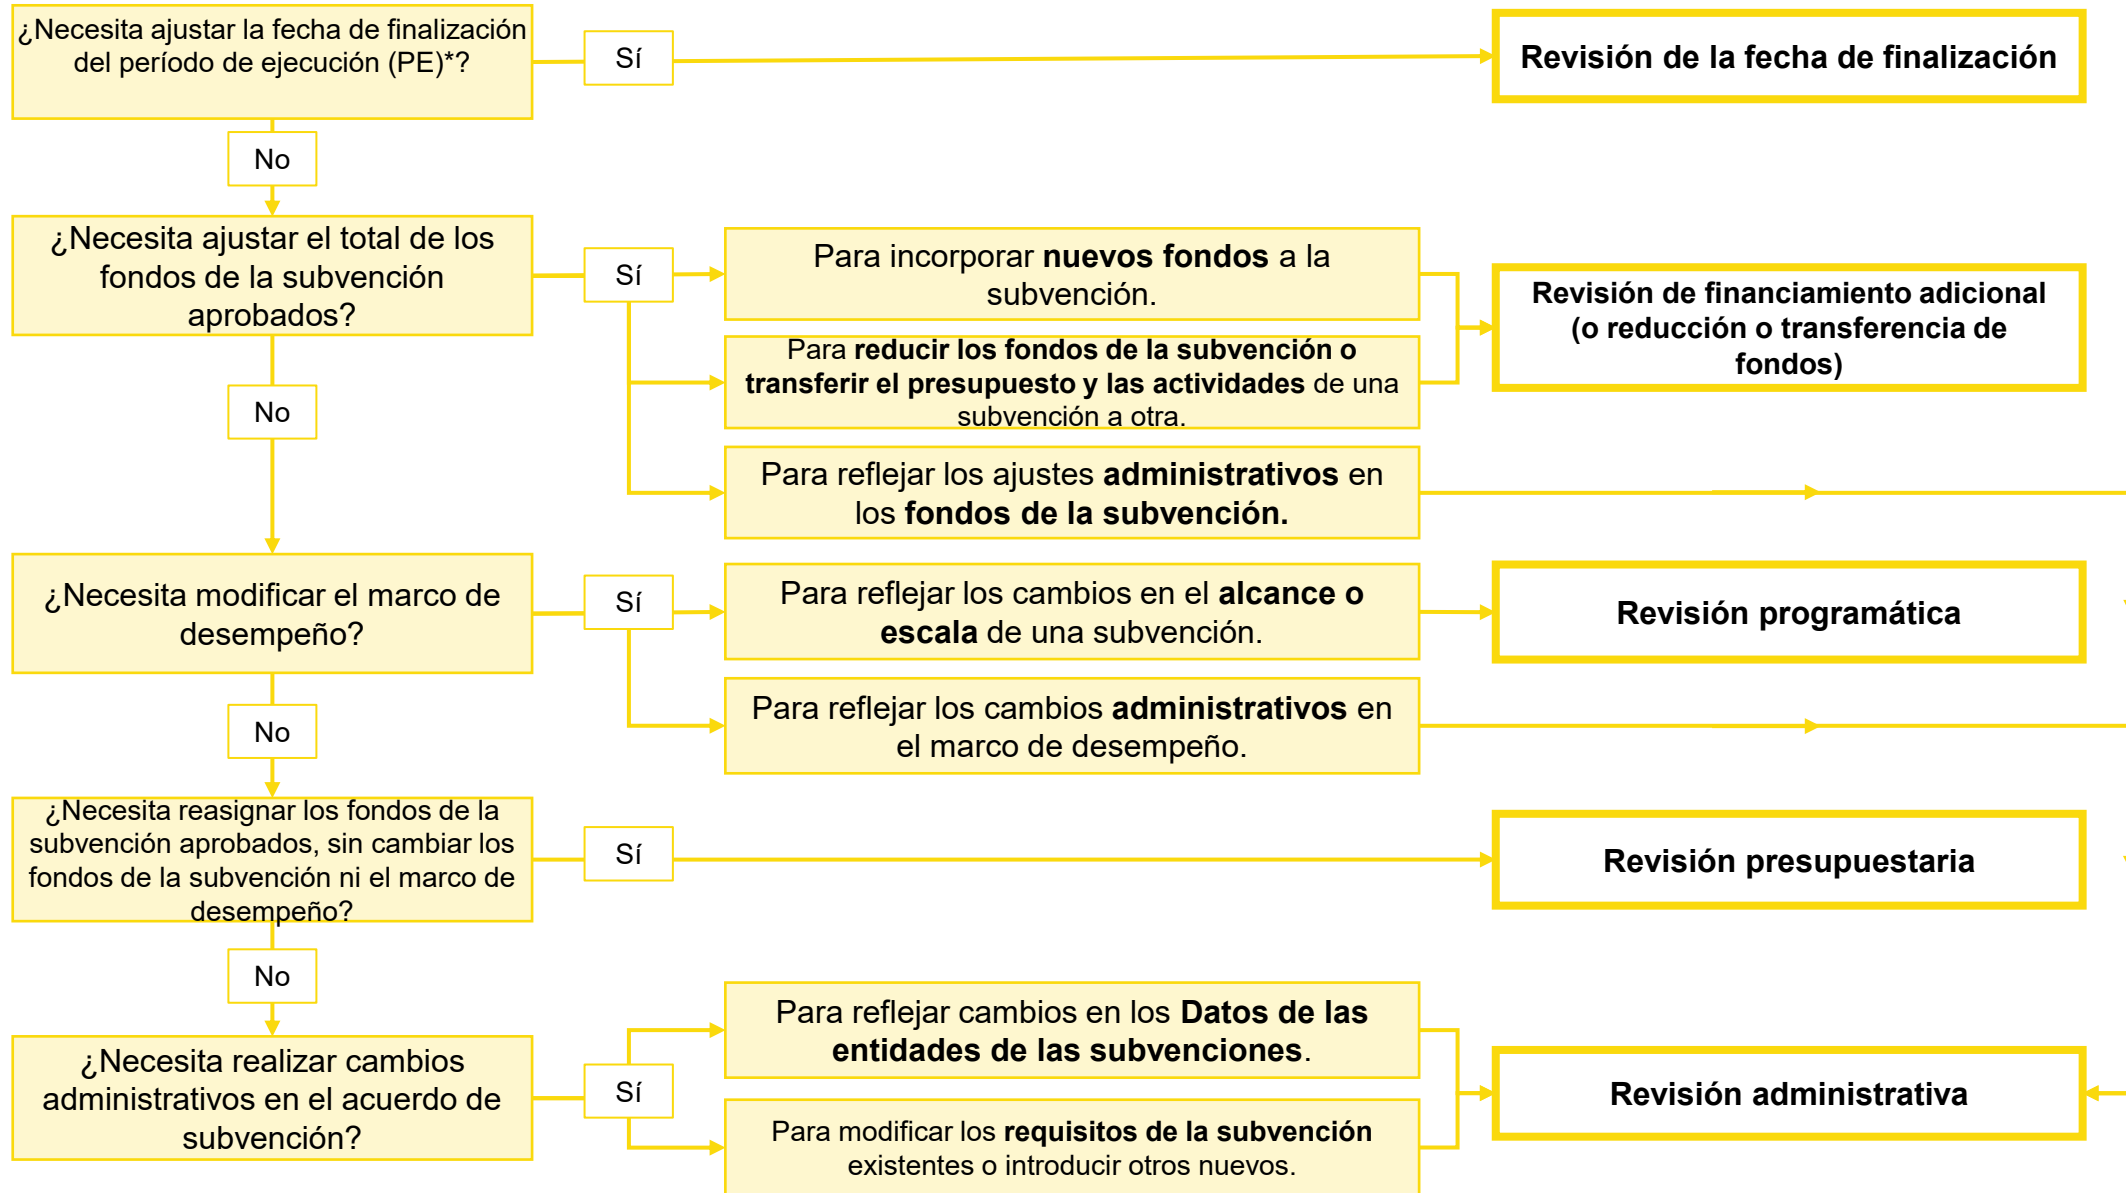 ¿Necesita ajustar la fecha de finalización
del período de ejecución (PE)*?
Sí
Revisión de la fecha de finalización
No
¿Necesita ajustar el total de los
fondos de la subvención
aprobados?
Sí
Para incorporar nuevos fondos a la
subvención.
Para reducir los fondos de la subvención o
transferir el presupuesto y las actividades de una
subvención a otra.
Revisión de financiamiento adicional
(o reducción o transferencia de
fondos)
No
Para reflejar los ajustes administrativos en
los fondos de la subvención.
¿Necesita modificar el marco de
desempeño?
Sí
Para reflejar los cambios en el alcance o
escala de una subvención.
Revisión programática
No
Para reflejar los cambios administrativos en
el marco de desempeño.
¿Necesita reasignar los fondos de la
subvención aprobados, sin cambiar los
fondos de la subvención ni el marco de
desempeño?
Sí
Revisión presupuestaria
No
¿Necesita realizar cambios
administrativos en el acuerdo de
subvención?
Sí
Para reflejar cambios en los Datos de las
entidades de las subvenciones.
Para modificar los requisitos de la subvención
existentes o introducir otros nuevos.
Revisión administrativa